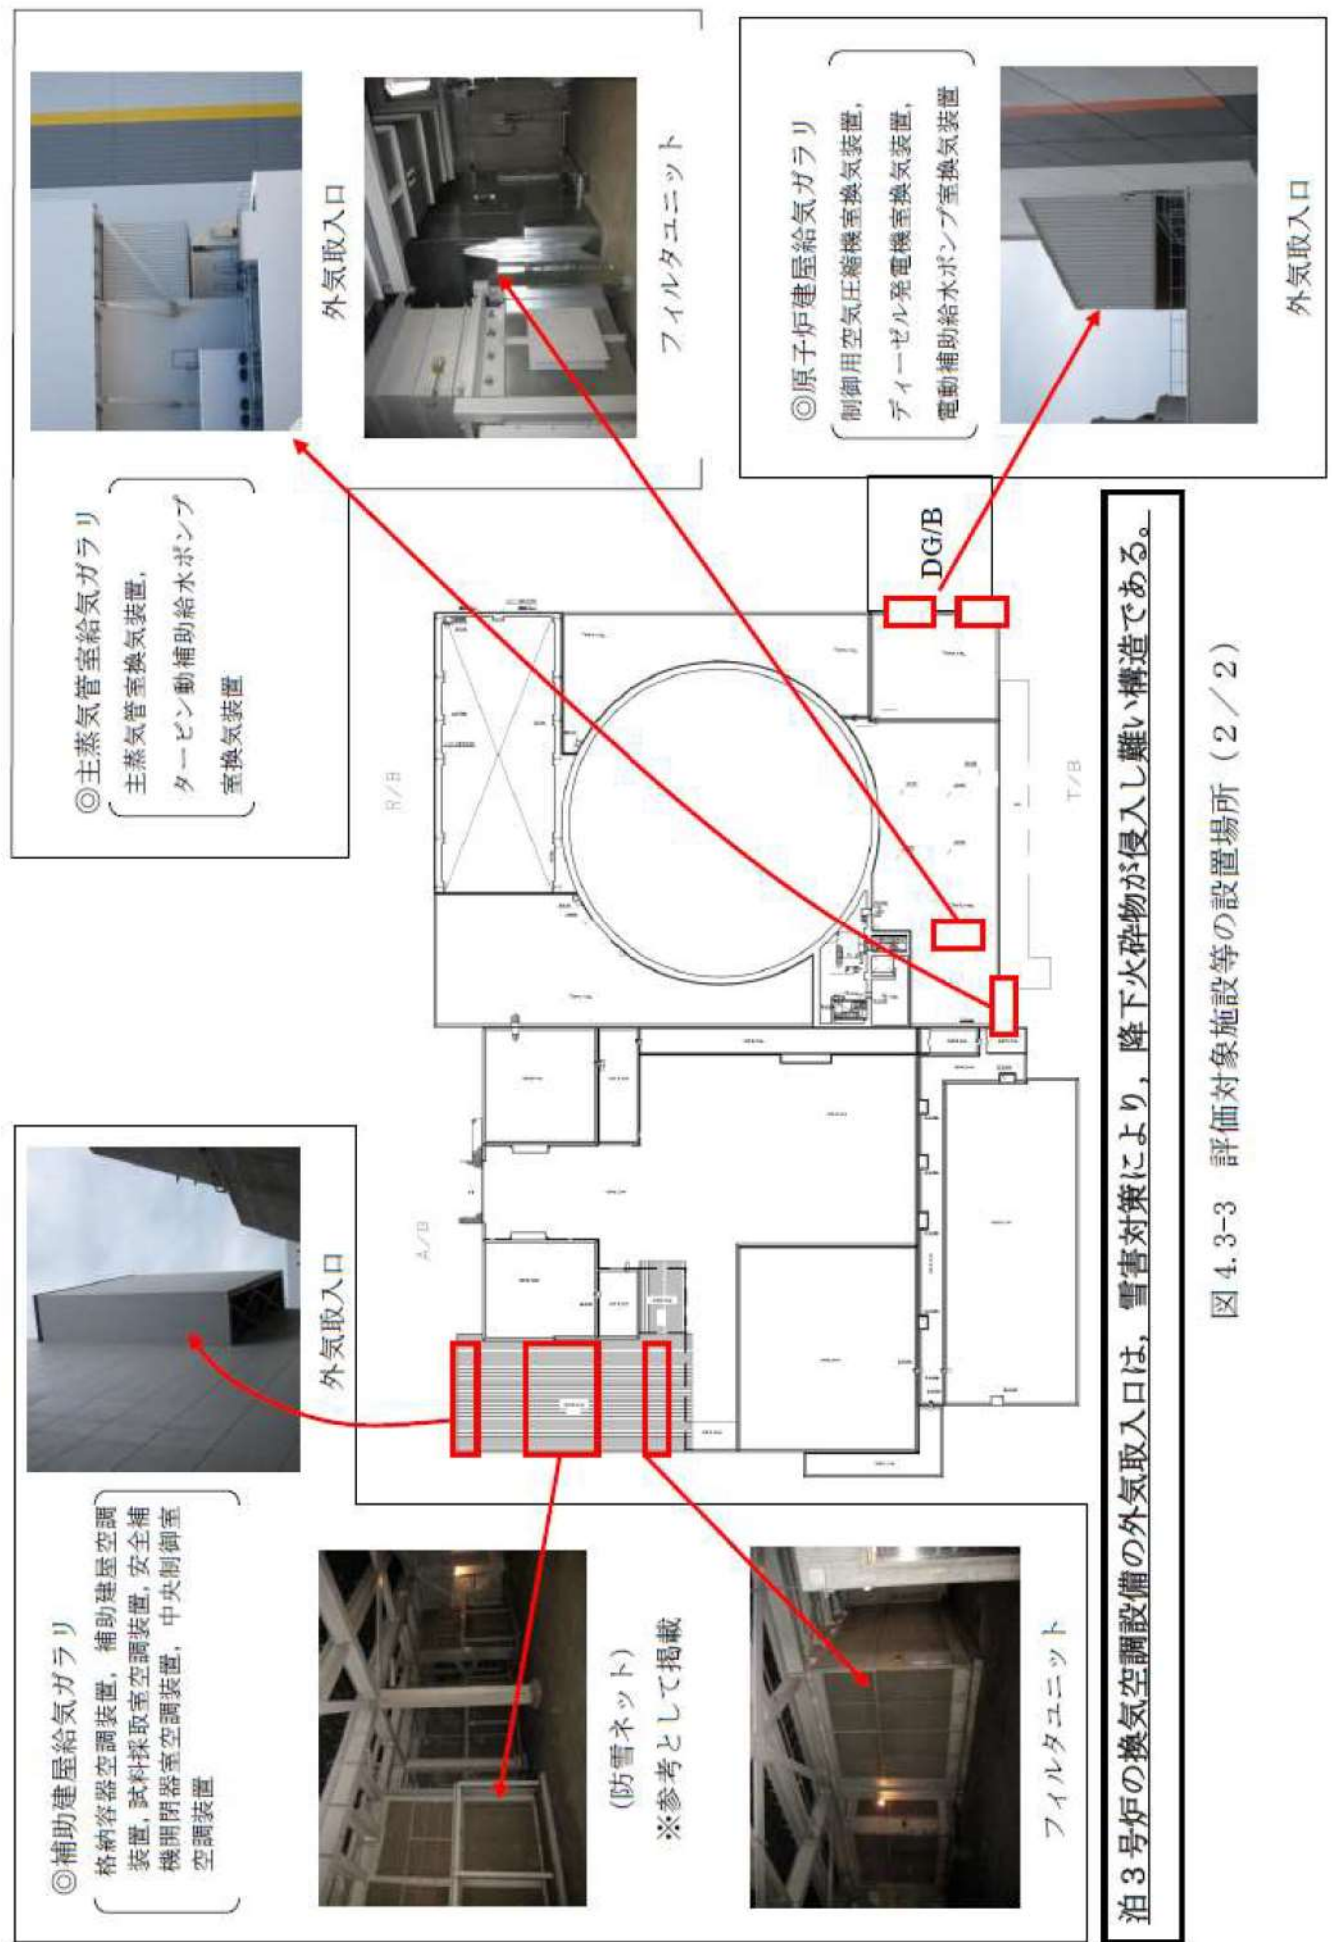 ◎補助建屋給気ガラリ
格納容器空調装置，補助建屋空調
装置，試料採取室空調装置，安全補
機開閉器室空調装置，中央制御室
空調装置
外気取入口
(防雪ネット)
※参考として掲載
フィルタユニット
A/B
◎主蒸気管室給気ガラリ
主蒸気管室換気装置，
タービン動補助給水ポンプ
室換気装置
外気取入口
フィルタユニット
R/B
DG/B
T/B
◎原子炉建屋給気ガラリ
制御用空気圧縮機室換気装置，
ディーゼル発電機室換気装置，
電動補助給水ポンプ室換気装置
外気取入口
泊３号炉の換気空調設備の外気取入口は，雪害対策により，降下火砕物が侵入し難い構造である。
図 4.3-3　評価対象施設等の設置場所（２／２）